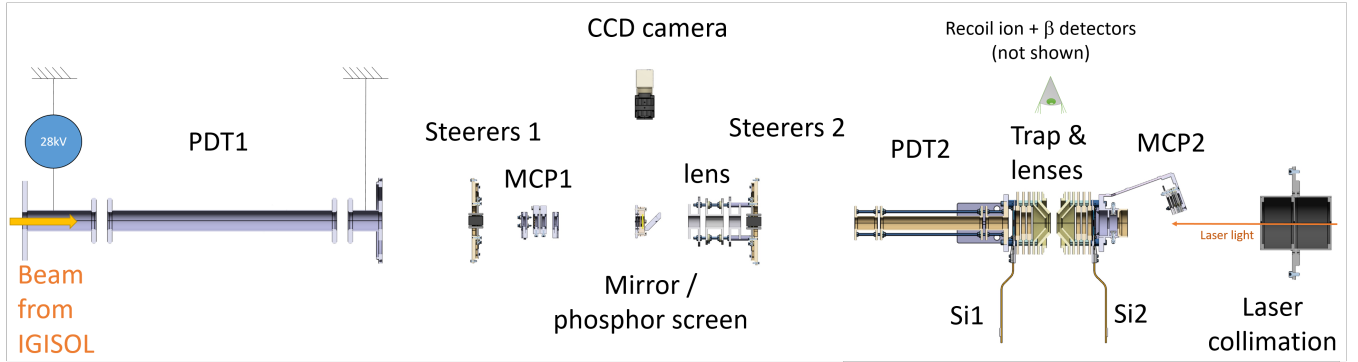 CCD camera
Recoil ion + β detectors
(not shown)
28kV
PDT1
Steerers 1
Steerers 2
PDT2
Trap &
lenses
MCP2
MCP1
lens
Laser light
Beam
from
IGISOL
Mirror /
phosphor screen
Si1
Si2
Laser
collimation